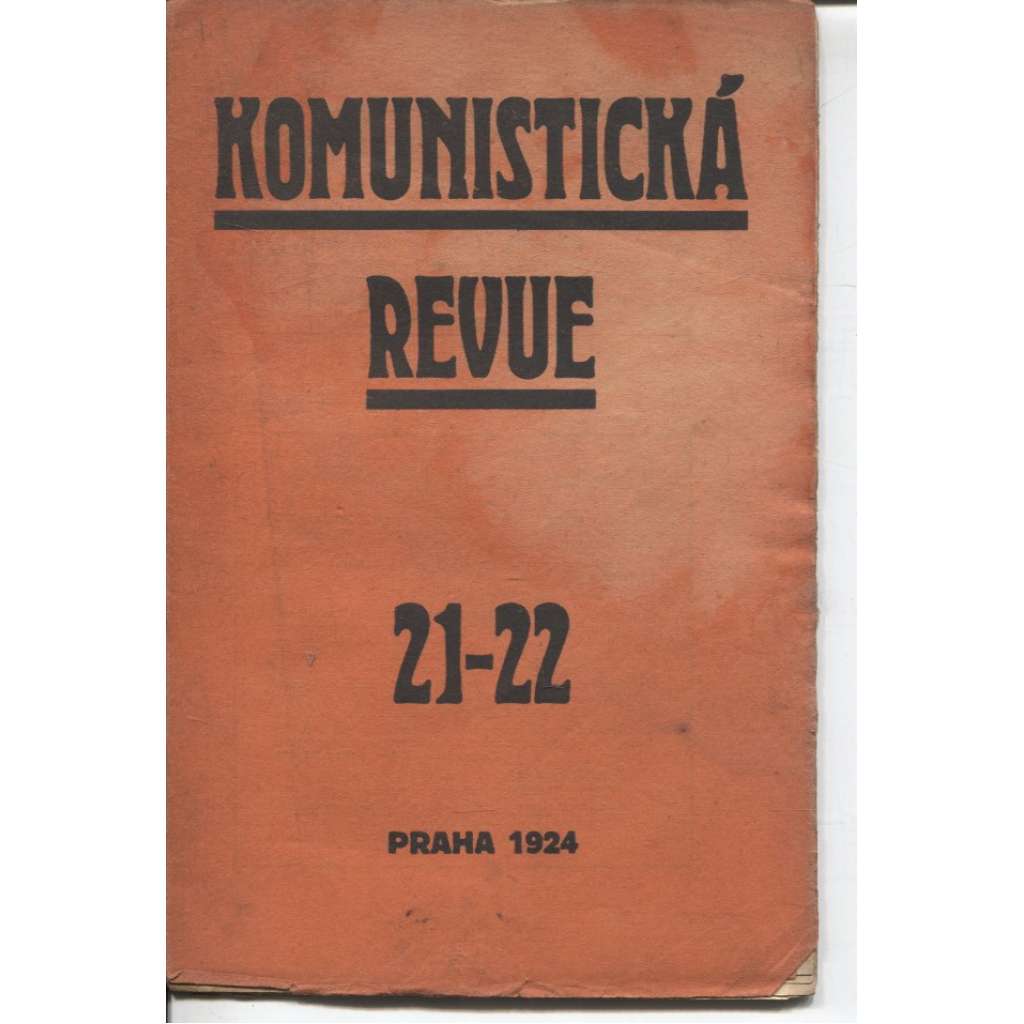 KOMUNISTICKÁ
REVUE
21-22
PRAHA 1924